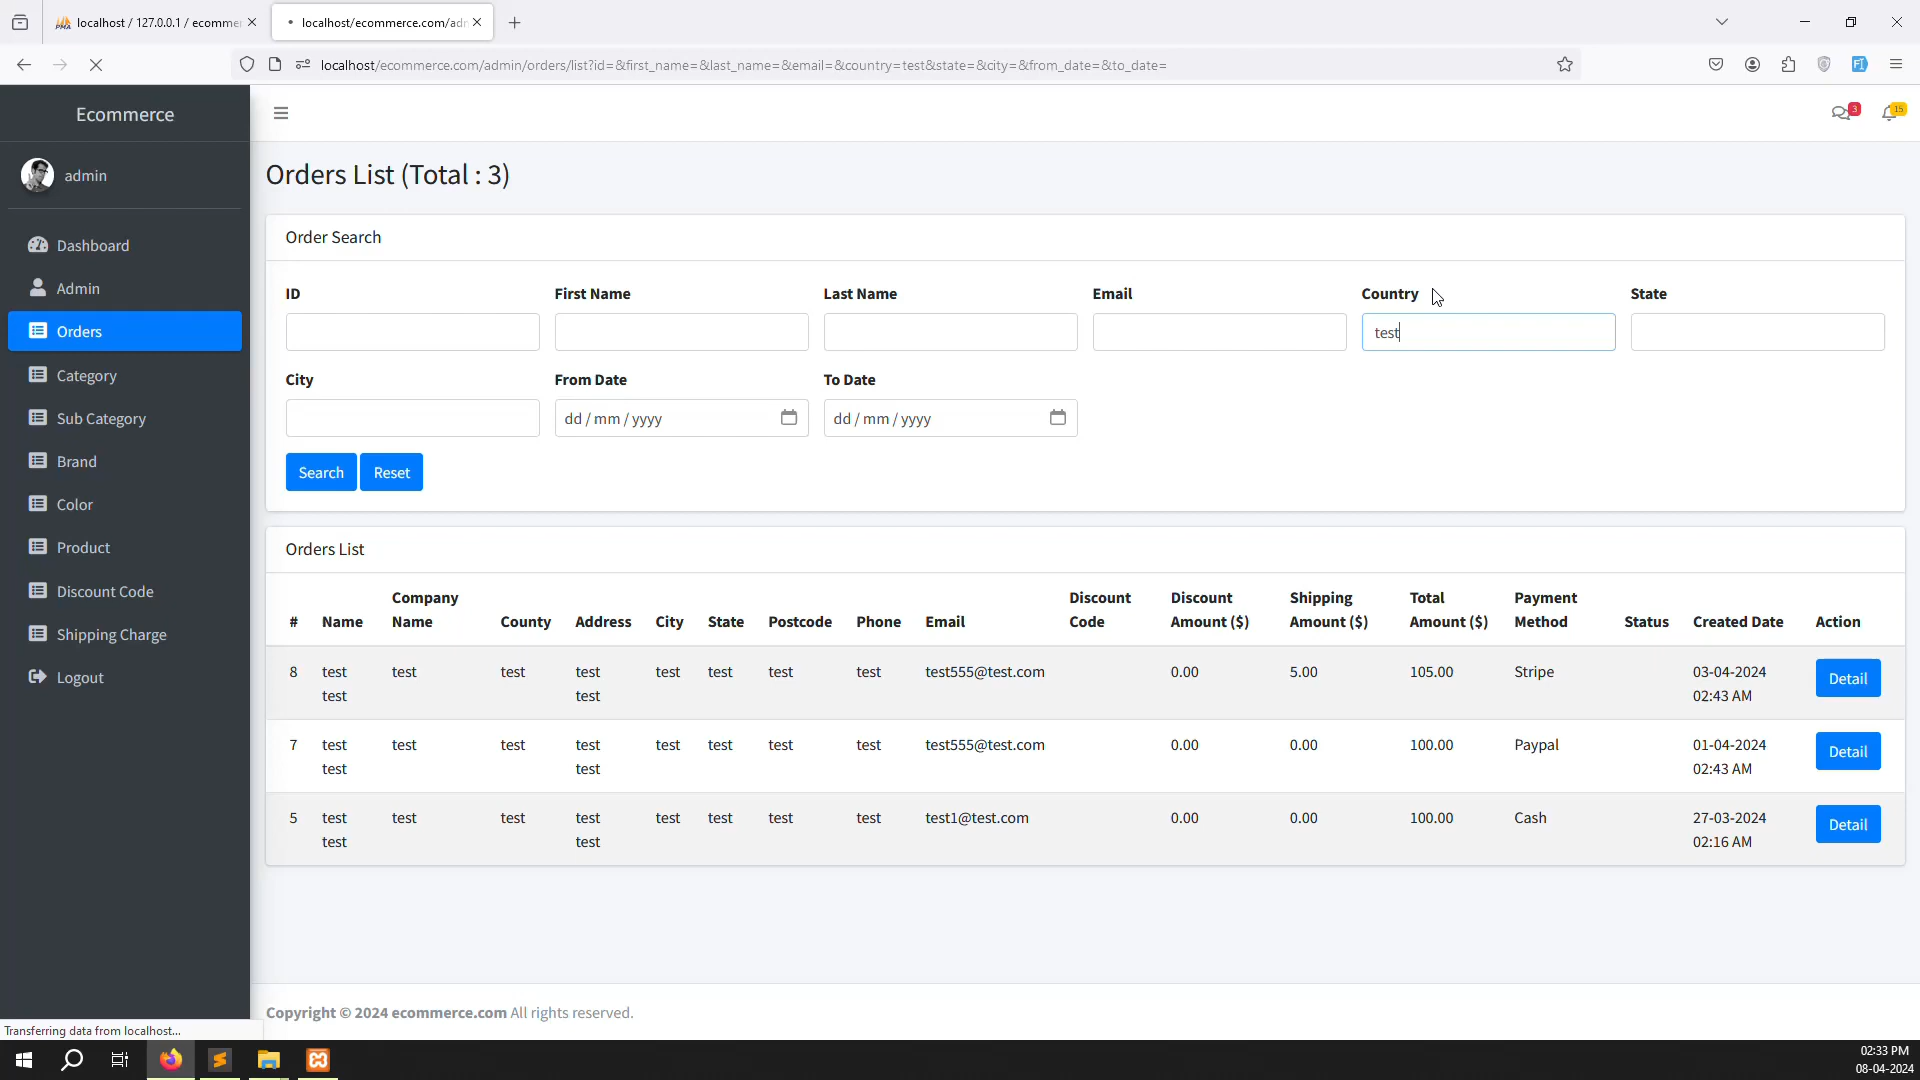 localhost / 127.0.0.1 / ecomme
localhost/ecommerce.com/adm
localhost/ecommerce.com/admin/orders/list?id=&first_name=&last_name=&email=&country=test&state=&city=&from_date=&to_date=
Ecommerce
3
15
admin
Dashboard
Admin
Orders
Category
Sub Category
Brand
Color
Product
Discount Code
Shipping Charge
Logout
Orders List (Total : 3)
Order Search
ID First Name Last Name Email Country State
test
City From Date To Date
dd / mm / yyyy dd / mm / yyyy
Search Reset
Orders List
# Name Company Name County Address City State Postcode Phone Email Discount Code Discount Amount ($) Shipping Amount ($) Total Amount ($) Payment Method Status Created Date Action
8 test test test test test test test test test test test555@test.com 0.00 5.00 105.00 Stripe 03-04-2024 02:43 AM Detail
7 test test test test test test test test test test test555@test.com 0.00 0.00 100.00 Paypal 01-04-2024 02:43 AM Detail
5 test test test test test test test test test test test1@test.com 0.00 0.00 100.00 Cash 27-03-2024 02:16 AM Detail
Copyright © 2024 ecommerce.com All rights reserved.
Transferring data from localhost...
02:33 PM
08-04-2024